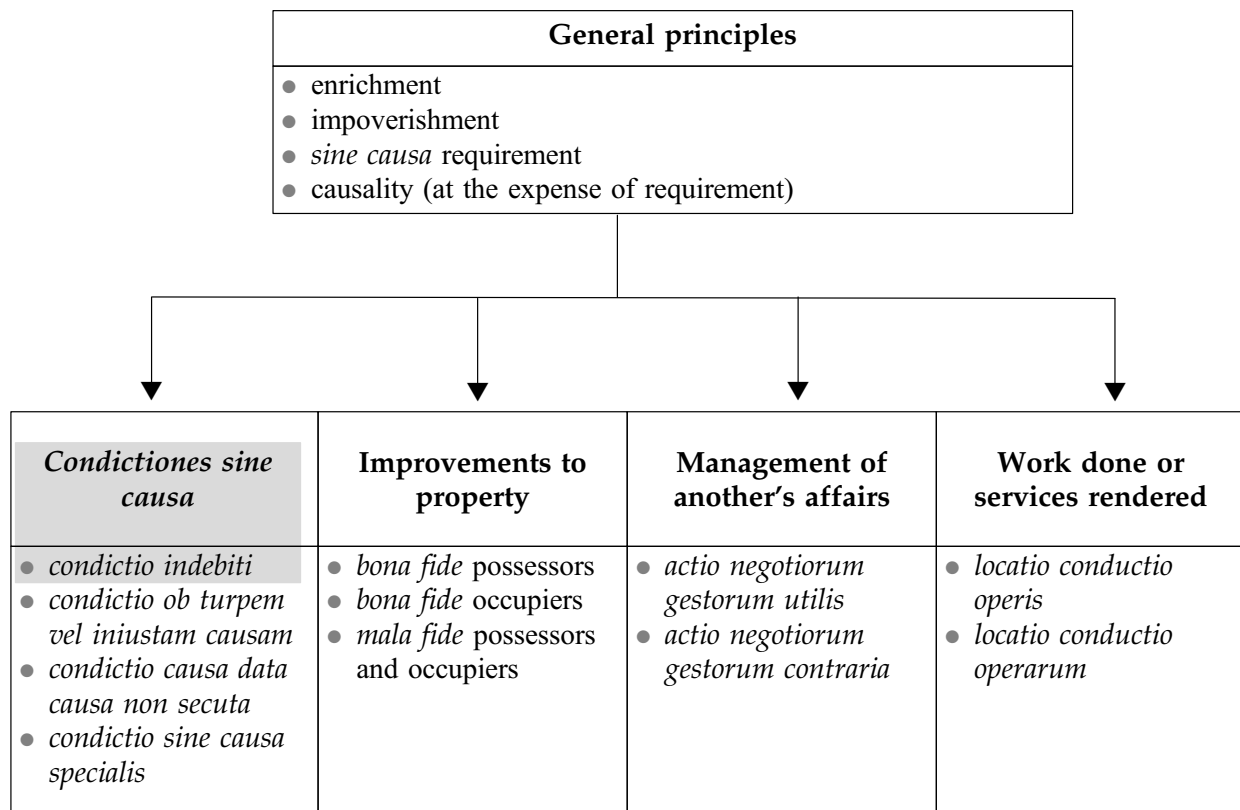 General principles
● enrichment
● impoverishment
● sine causa requirement
● causality (at the expense of requirement)
Condictiones sine
causa
● condictio indebiti
● condictio ob turpem
vel iniustam causam
● condictio causa data
causa non secuta
● condictio sine causa
specialis
Improvements to
property
● bona fide possessors
● bona fide occupiers
● mala fide possessors
and occupiers
Management of
another's affairs
● actio negotiorum
gestorum utilis
● actio negotiorum
gestorum contraria
Work done or
services rendered
● locatio conductio
operis
● locatio conductio
operarum